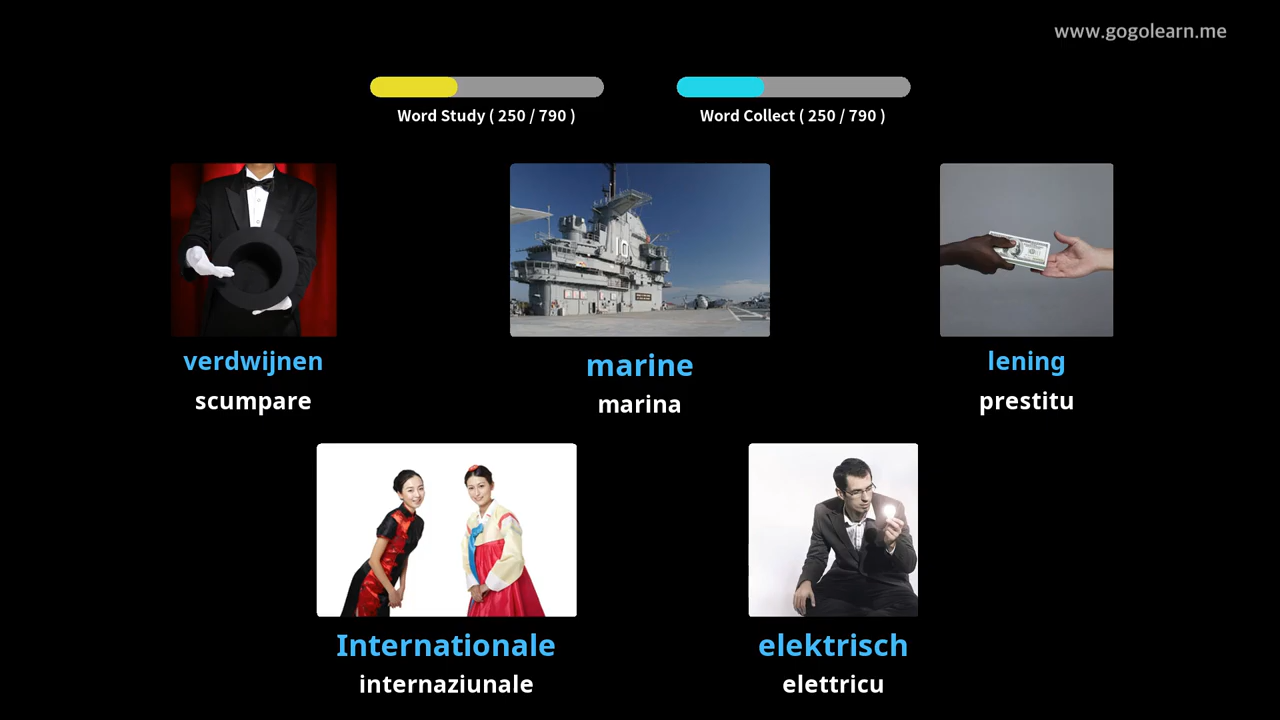 www.gogolearn.me
Word Study ( 250 / 790 )
Word Collect ( 250 / 790 )
10
verdwijnen
scumpare
marine
marina
lening
prestitu
Internationale
internaziunale
elektrisch
elettricu